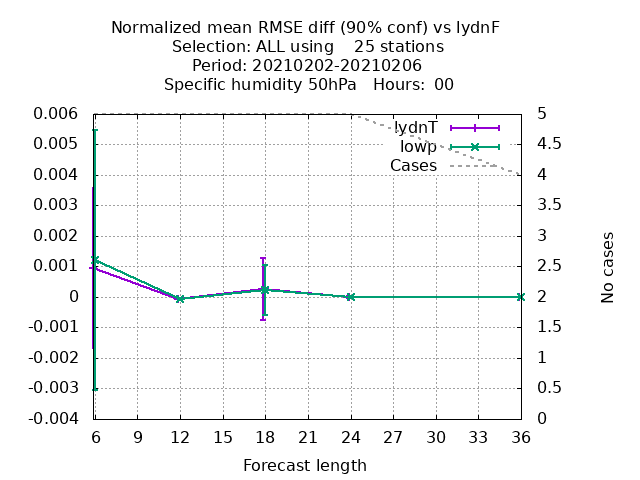 Normalized mean RMSE diff (90% conf) vs lydnF
Selection: ALL using    25 stations
Period: 20210202-20210206
Specific humidity 50hPa   Hours: 00
0.006
0.005
0.004
0.003
0.002
0.001
0
-0.001
-0.002
-0.003
-0.004
lydnT
lowp
Cases
5
4.5
4
3.5
3
2.5
2
1.5
1
0.5
0
No cases
6 9 12 15 18 21 24 27 30 33 36
Forecast length